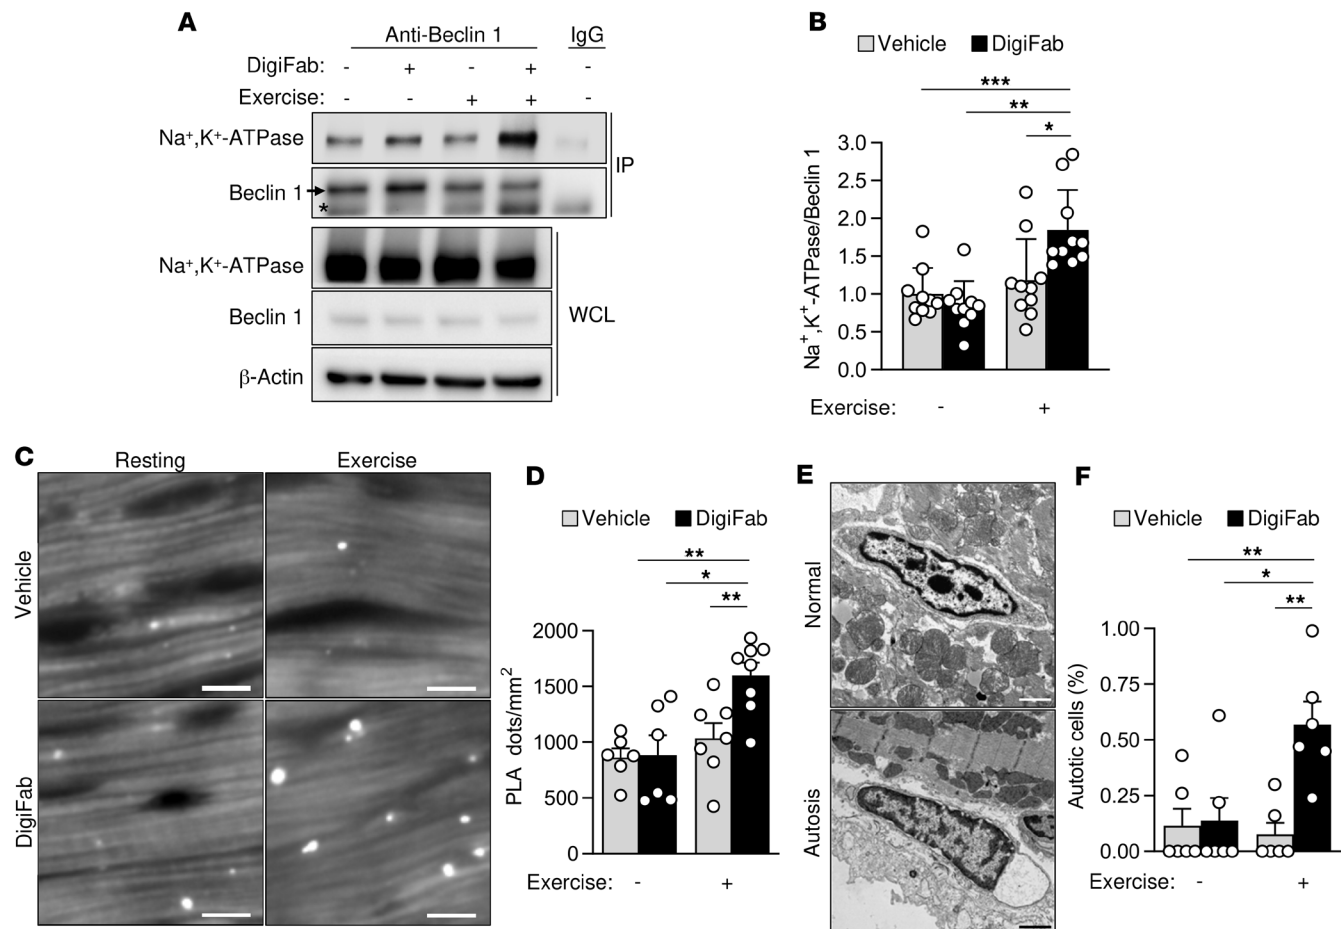 A
Anti-Beclin 1
IgG
DigiFab: - + - + -
Exercise: - - + + -
Na⁺,K⁺-ATPase
IP
Beclin 1
*
Na⁺,K⁺-ATPase
Beclin 1
WCL
β-Actin
B
Vehicle DigiFab
***
**
*
Na⁺,K⁺-ATPase/Beclin 1
3.0
2.5
2.0
1.5
1.0
0.5
0.0
Exercise: - +
C
Resting Exercise
Vehicle
DigiFab
D
Vehicle DigiFab
**
*
**
PLA dots/mm²
2000
1500
1000
500
0
Exercise: - +
E
Normal
Autosis
F
Vehicle DigiFab
**
*
**
Autotic cells (%)
1.00
0.75
0.50
0.25
0.00
Exercise: - +